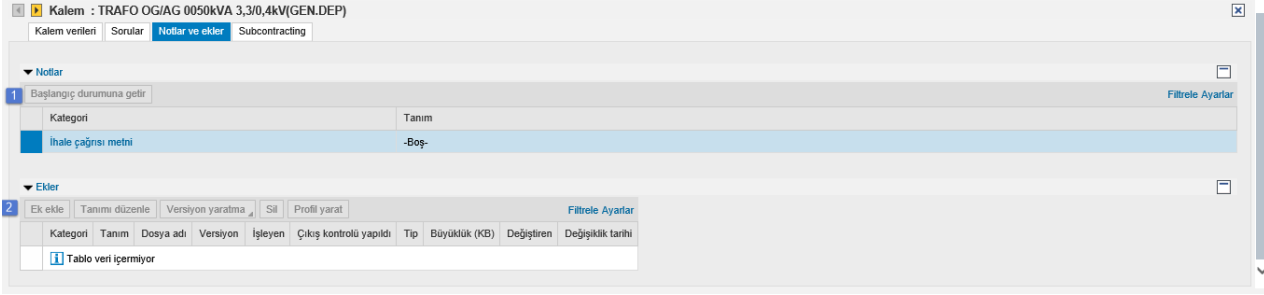 Kalem : TRAFO OG/AG 0050kVA 3,3/0,4kV(GEN.DEP)
Kalem verileri Sorular Notlar ve ekler Subcontracting
Notlar
1 Başlangıç durumuna getir Filtrele Ayarlar
Kategori Tanım
İhale çağrısı metni -Boş-
Ekler
2 Ek ekle Tanımı düzenle Versiyon yaratma Sil Profil yarat Filtrele Ayarlar
Kategori Tanım Dosya adı Versiyon İşleyen Çıkış kontrolü yapıldı Tip Büyüklük (KB) Değiştiren Değişiklik tarihi
Tablo veri içermiyor